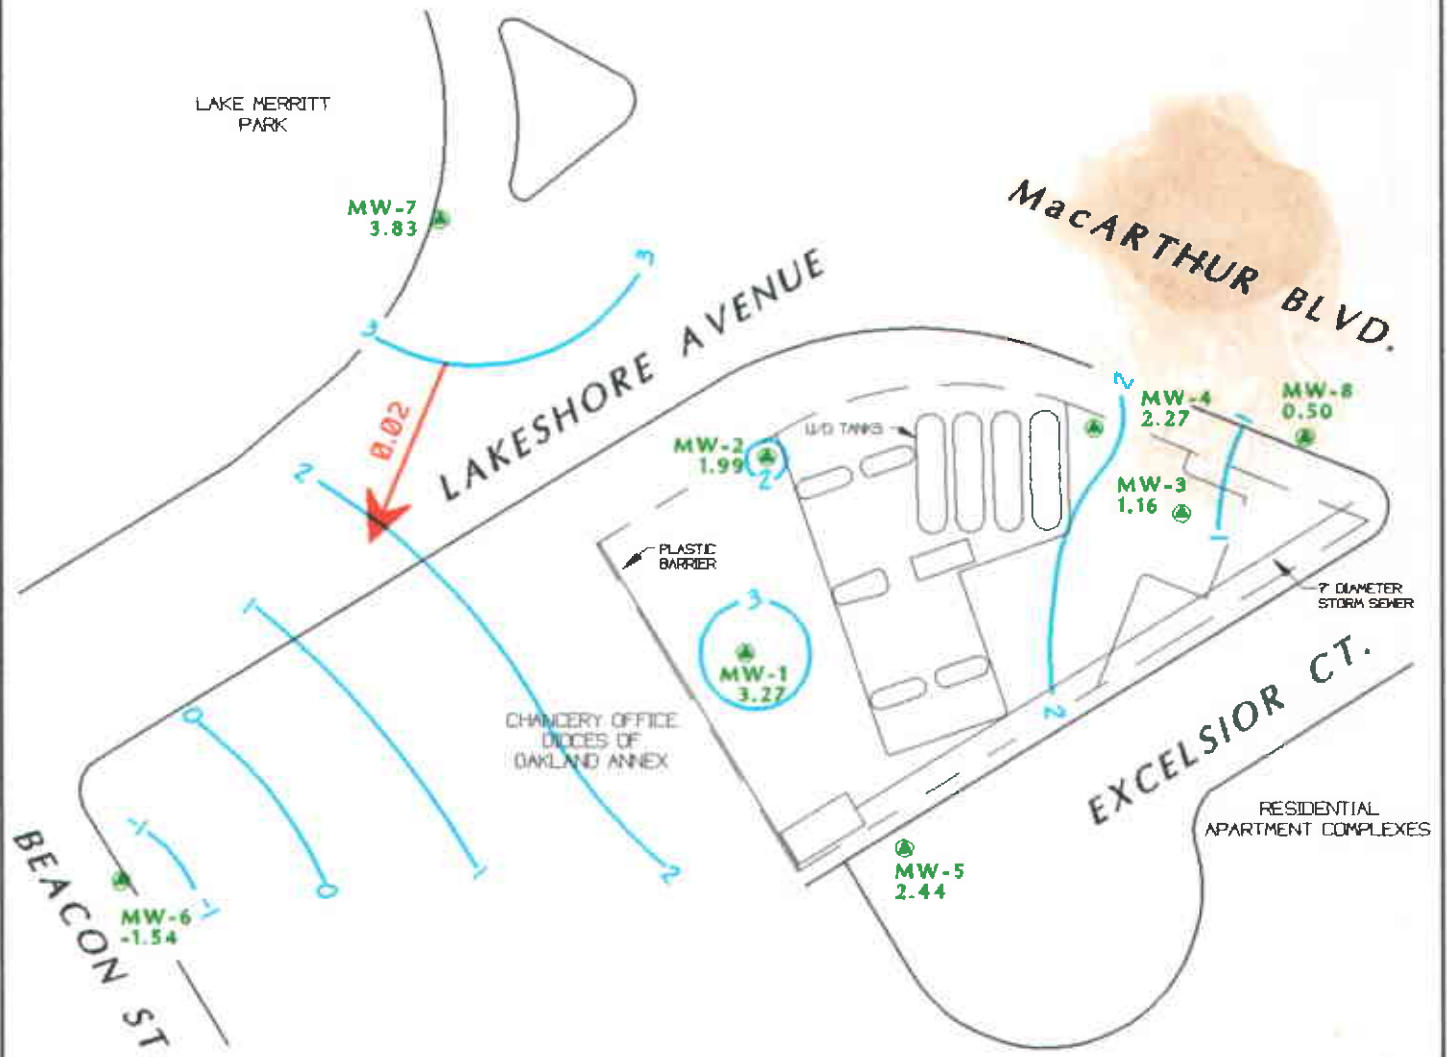 LAKE MERRITT
PARK
MW-7
3.83
3
3
MacARTHUR BLVD.
LAKESHORE AVENUE
0.02
2
2
MW-4
2.27
MW-8
0.50
1
U/G TANKS
MW-2
1.99
2
MW-3
1.16
1
PLASTIC
BARRIER
7' DIAMETER
STORM SEWER
3
MW-1
3.27
1
0
2
CHANCERY OFFICE
DIOCES OF
OAKLAND ANNEX
EXCELSIOR CT.
RESIDENTIAL
APARTMENT COMPLEXES
-1
BEACON ST
MW-5
2.44
1
2
0
-1
MW-6
-1.54